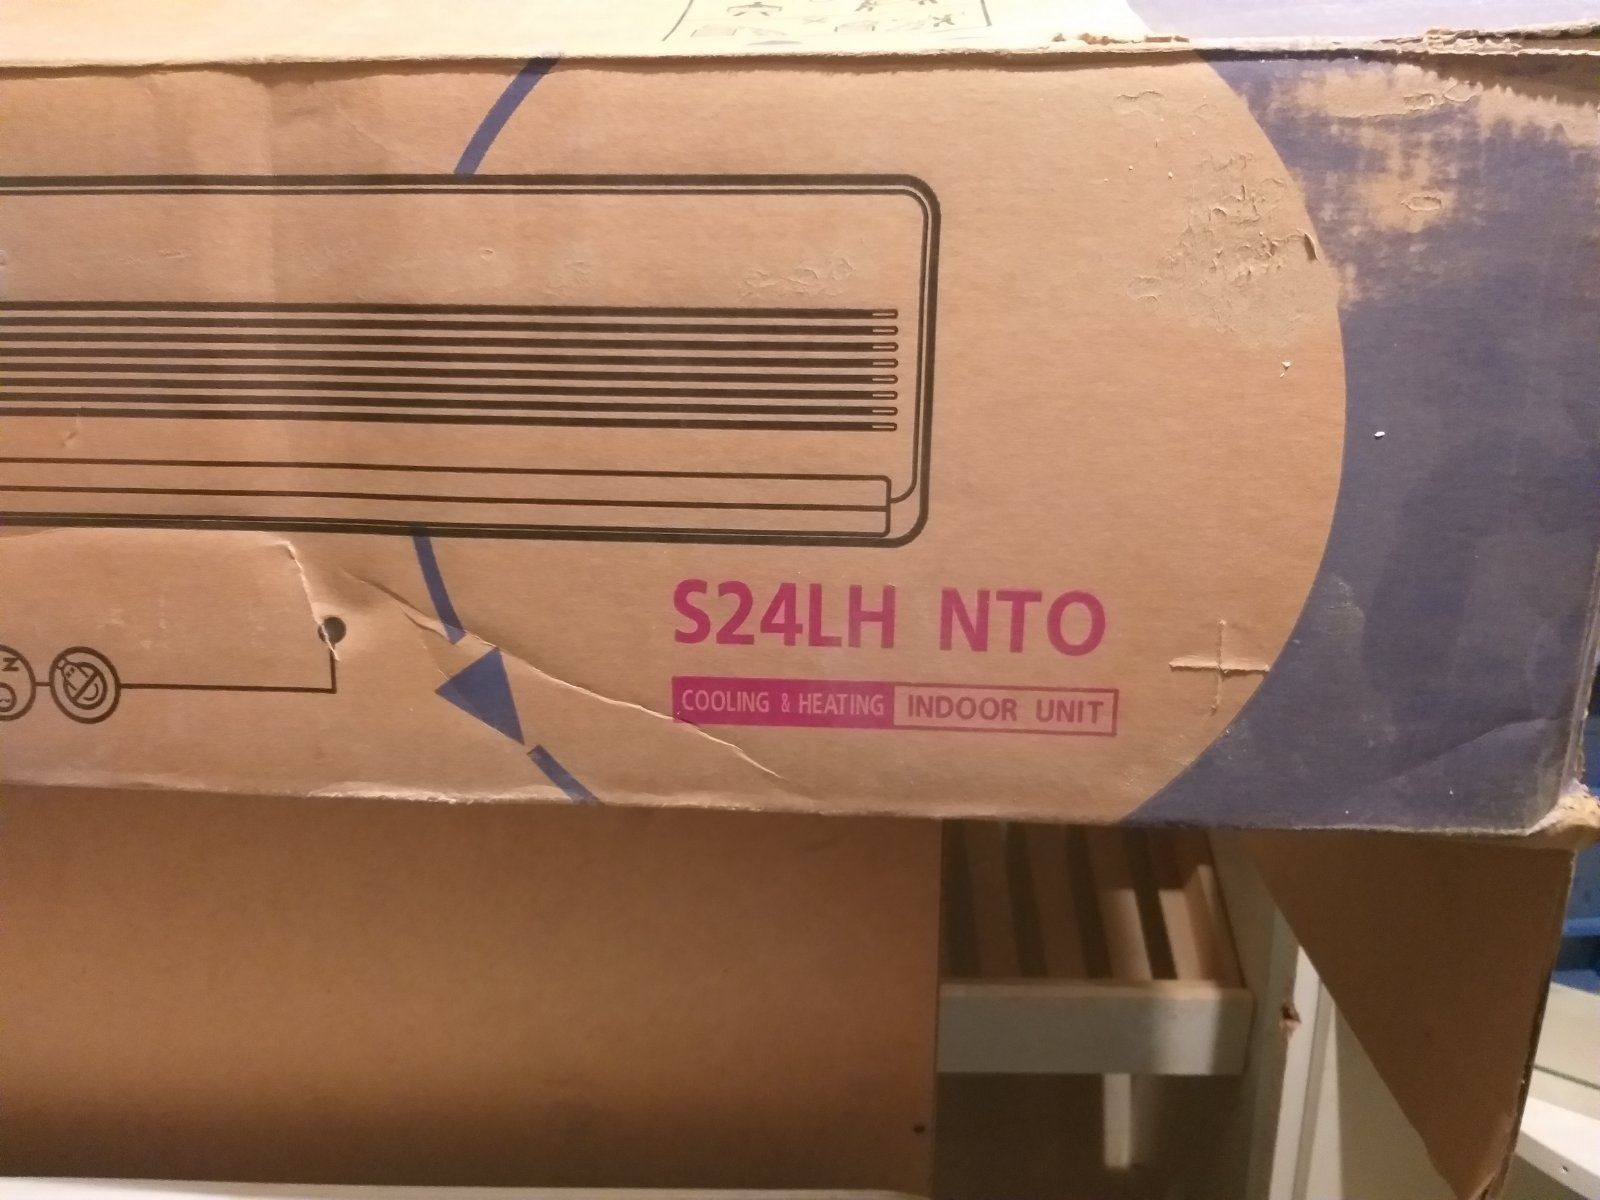 S24LH NTO
COOLING & HEATING INDOOR UNIT
N